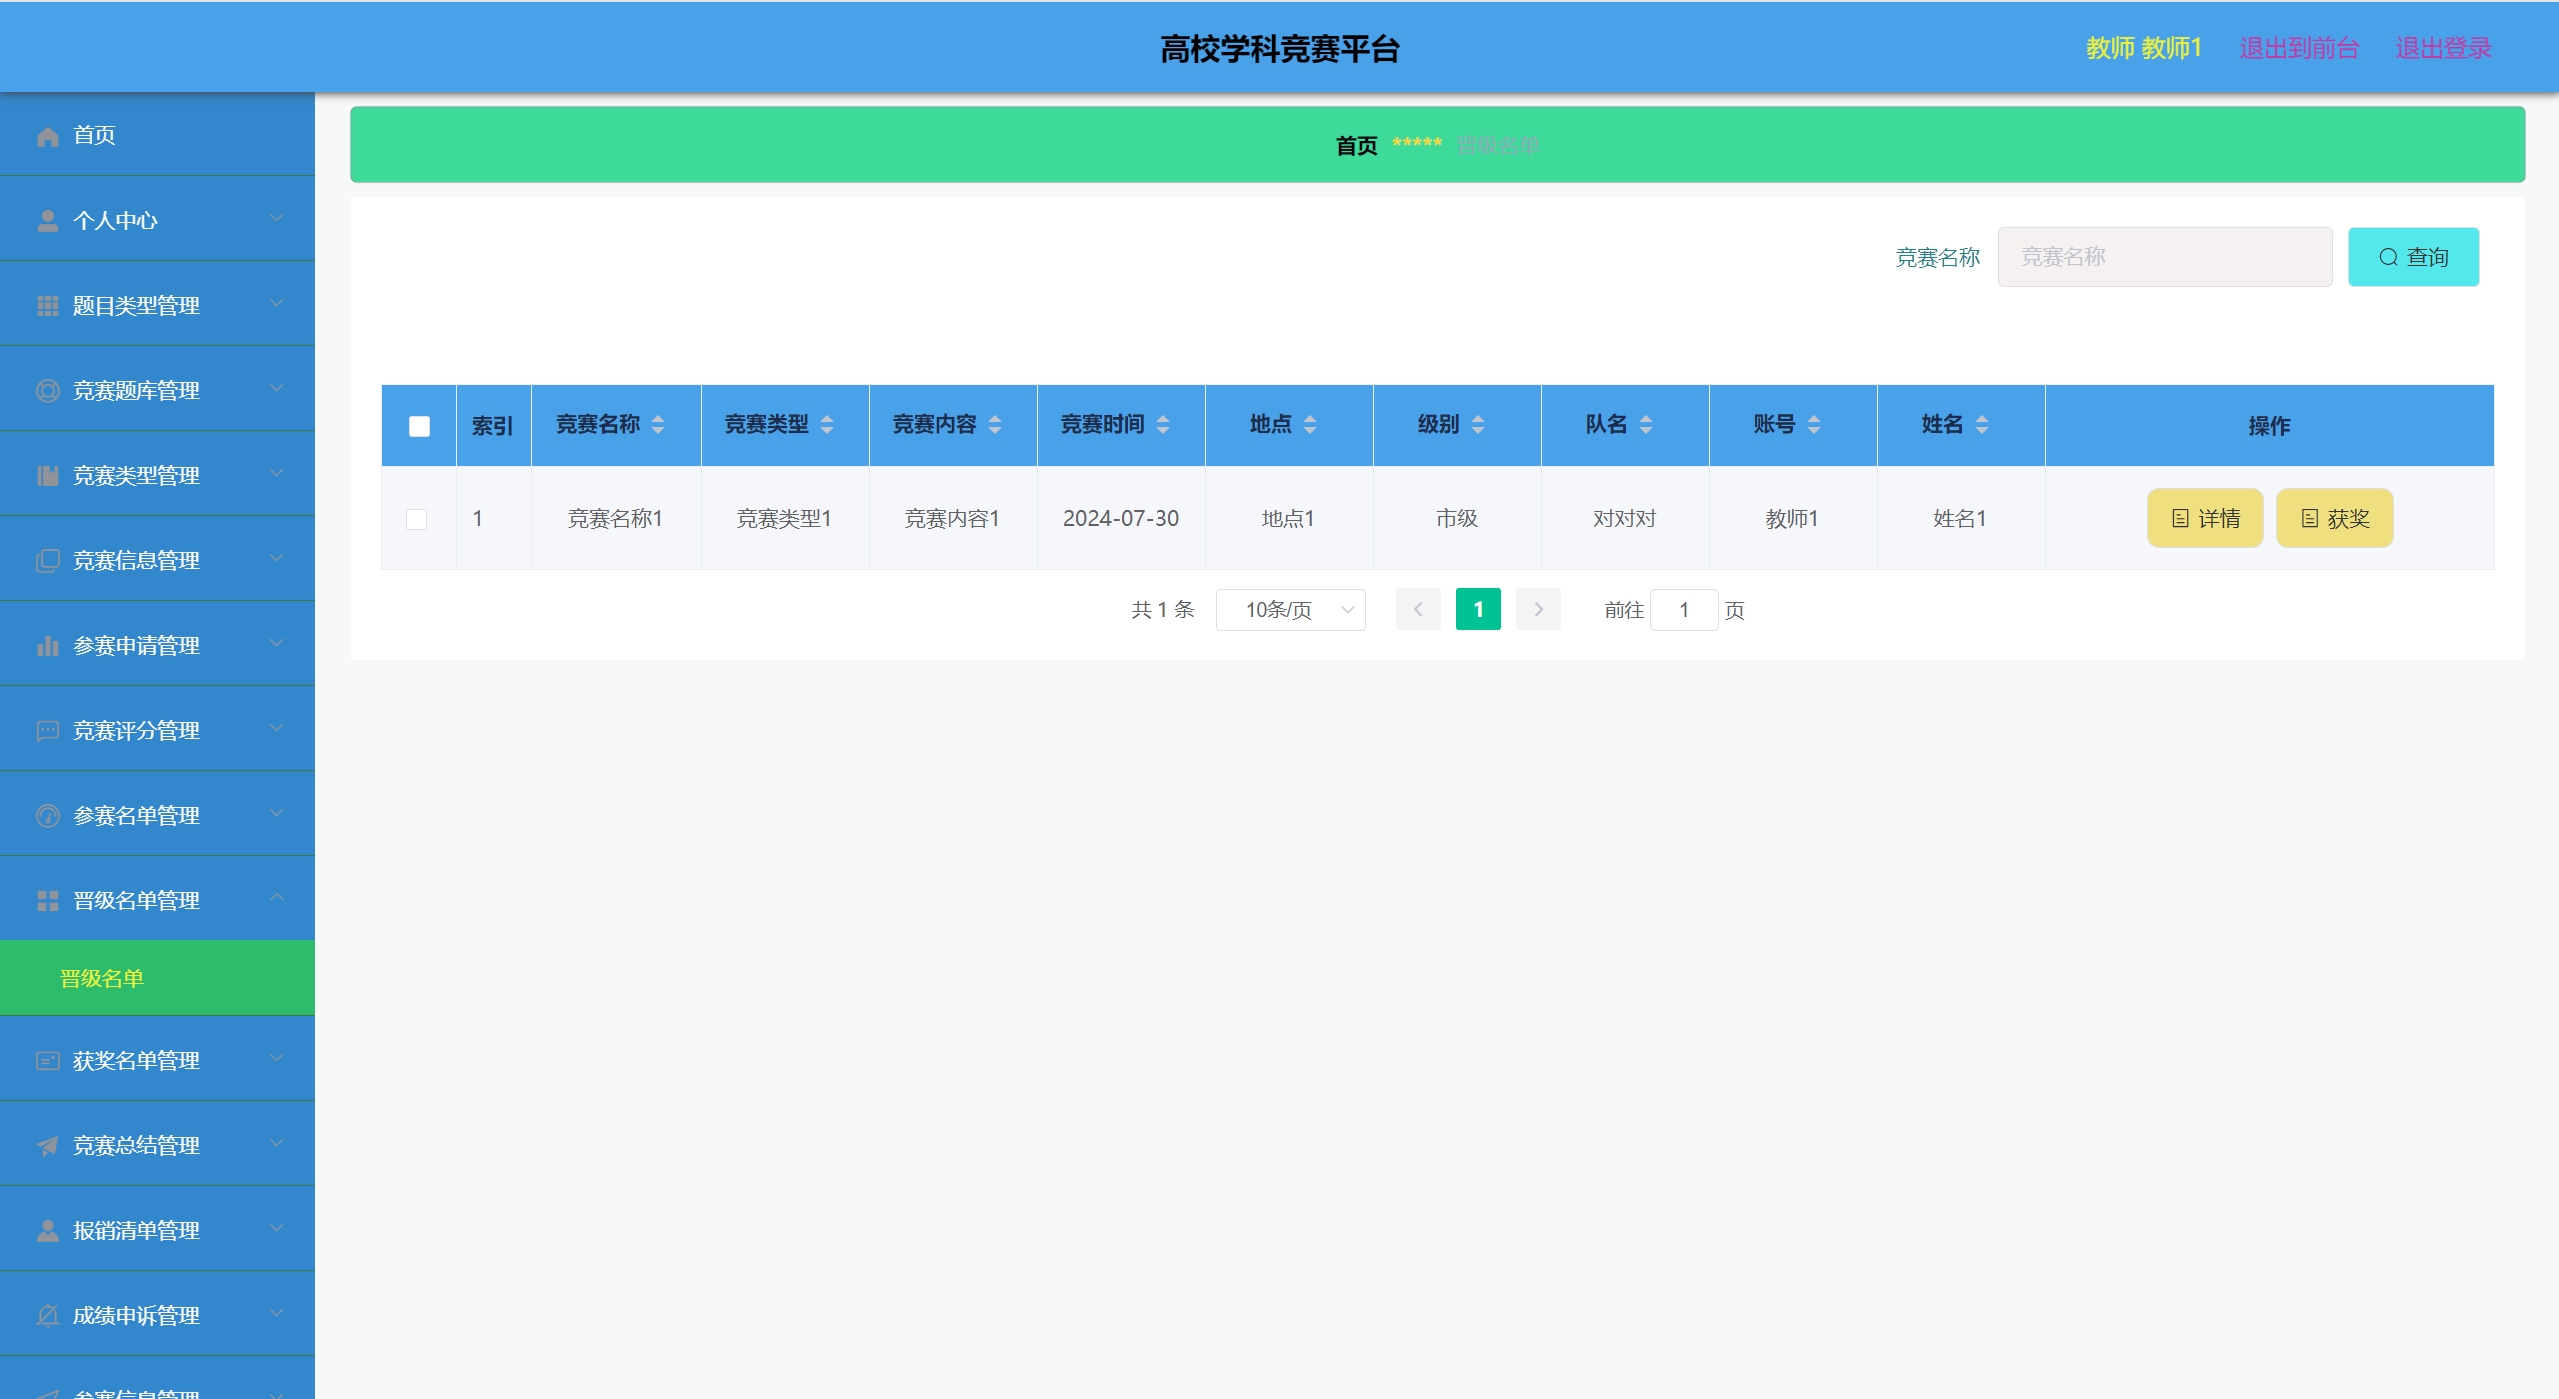 高校学科竞赛平台
教师 教师1 退出到前台 退出登录
首页
个人中心
题目类型管理
竞赛题库管理
竞赛类型管理
竞赛信息管理
参赛申请管理
竞赛评分管理
参赛名单管理
晋级名单管理
晋级名单
获奖名单管理
竞赛总结管理
报销清单管理
成绩申诉管理
参赛信息管理
首页 ***** 晋级名单
竞赛名称 竞赛名称 查询
索引 竞赛名称 竞赛类型 竞赛内容 竞赛时间 地点 级别 队名 账号 姓名 操作
1 竞赛名称1 竞赛类型1 竞赛内容1 2024-07-30 地点1 市级 对对对 教师1 姓名1 详情 获奖
共 1 条 10条/页 1 前往 1 页